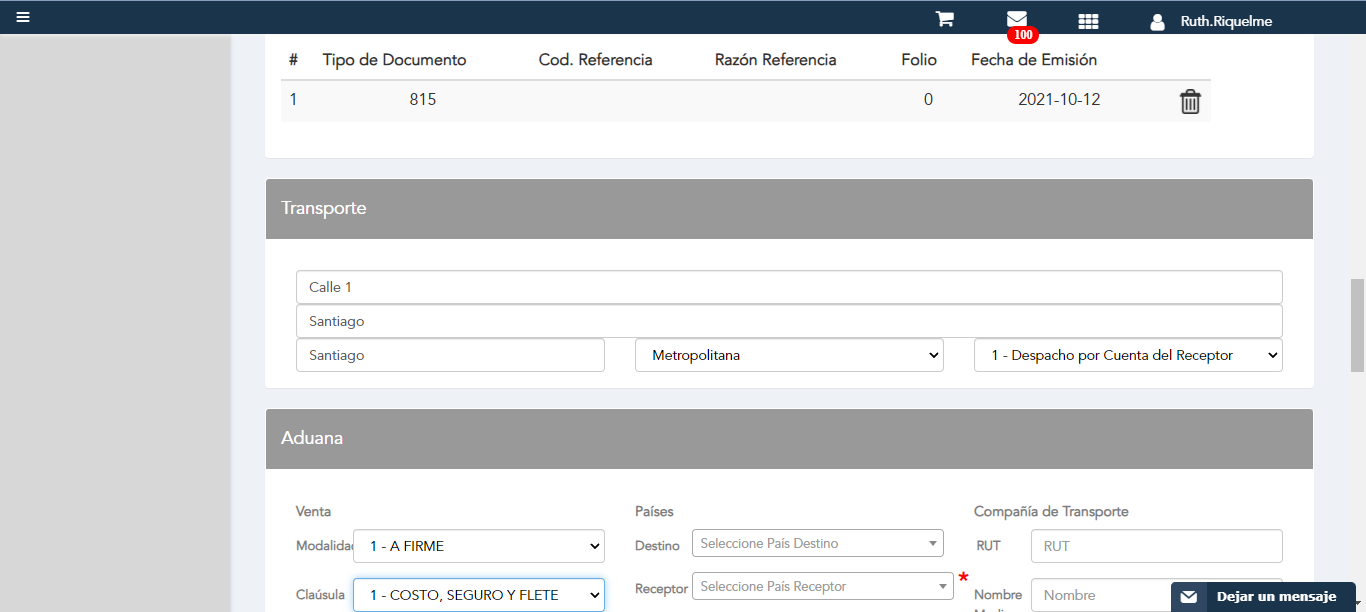 100
Ruth.Riquelme
# Tipo de Documento Cod. Referencia Razón Referencia Folio Fecha de Emisión
1 815 0 2021-10-12
Transporte
Calle 1
Santiago
Santiago Metropolitana 1 - Despacho por Cuenta del Receptor
Aduana
Venta Países Compañía de Transporte
Modalidad 1 - A FIRME Destino Seleccione País Destino RUT RUT
Claúsula 1 - COSTO, SEGURO Y FLETE Receptor Seleccione País Receptor * Nombre Nombre
Dejar un mensaje